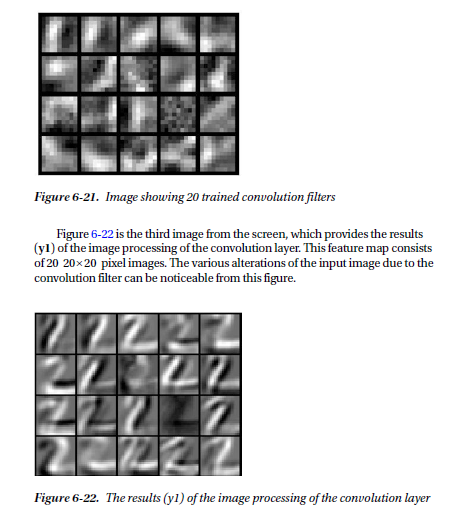 Figure 6-21. Image showing 20 trained convolution filters
Figure 6-22 is the third image from the screen, which provides the results
(y1) of the image processing of the convolution layer. This feature map consists
of 20 20×20 pixel images. The various alterations of the input image due to the
convolution filter can be noticeable from this figure.
Figure 6-22. The results (y1) of the image processing of the convolution layer